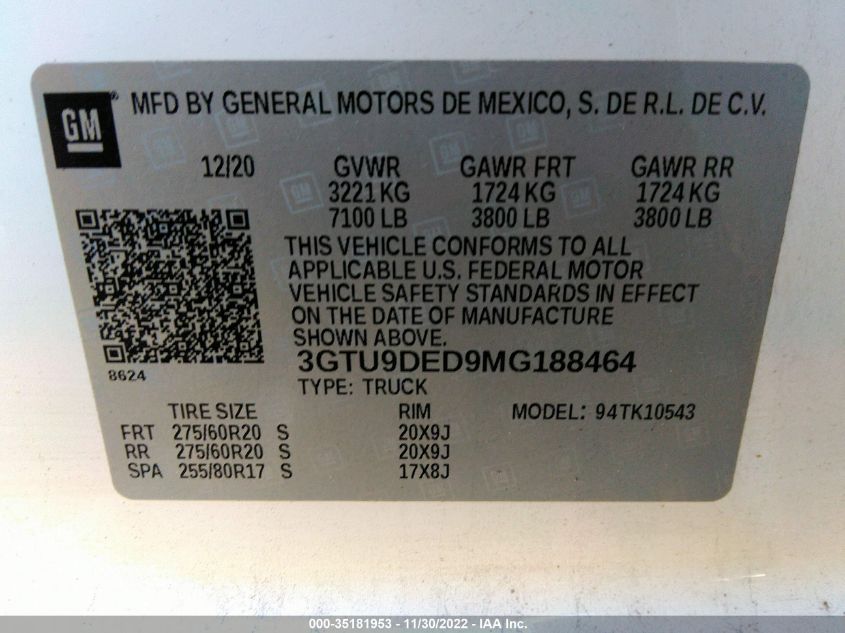 GM ® MFD BY GENERAL MOTORS DE MEXICO, S. DE R.L. DE C.V.
12/20 GVWR GAWR FRT GAWR RR
3221 KG 1724 KG 1724 KG
7100 LB 3800 LB 3800 LB
THIS VEHICLE CONFORMS TO ALL
APPLICABLE U.S. FEDERAL MOTOR
VEHICLE SAFETY STANDARDS IN EFFECT
ON THE DATE OF MANUFACTURE
SHOWN ABOVE.
3GTU9DED9MG188464
8624
TYPE: TRUCK
TIRE SIZE RIM MODEL: 94TK10543
FRT 275/60R20 S 20X9J
RR 275/60R20 S 20X9J
SPA 255/80R17 S 17X8J
000-35181953 - 11/30/2022 - IAA Inc.